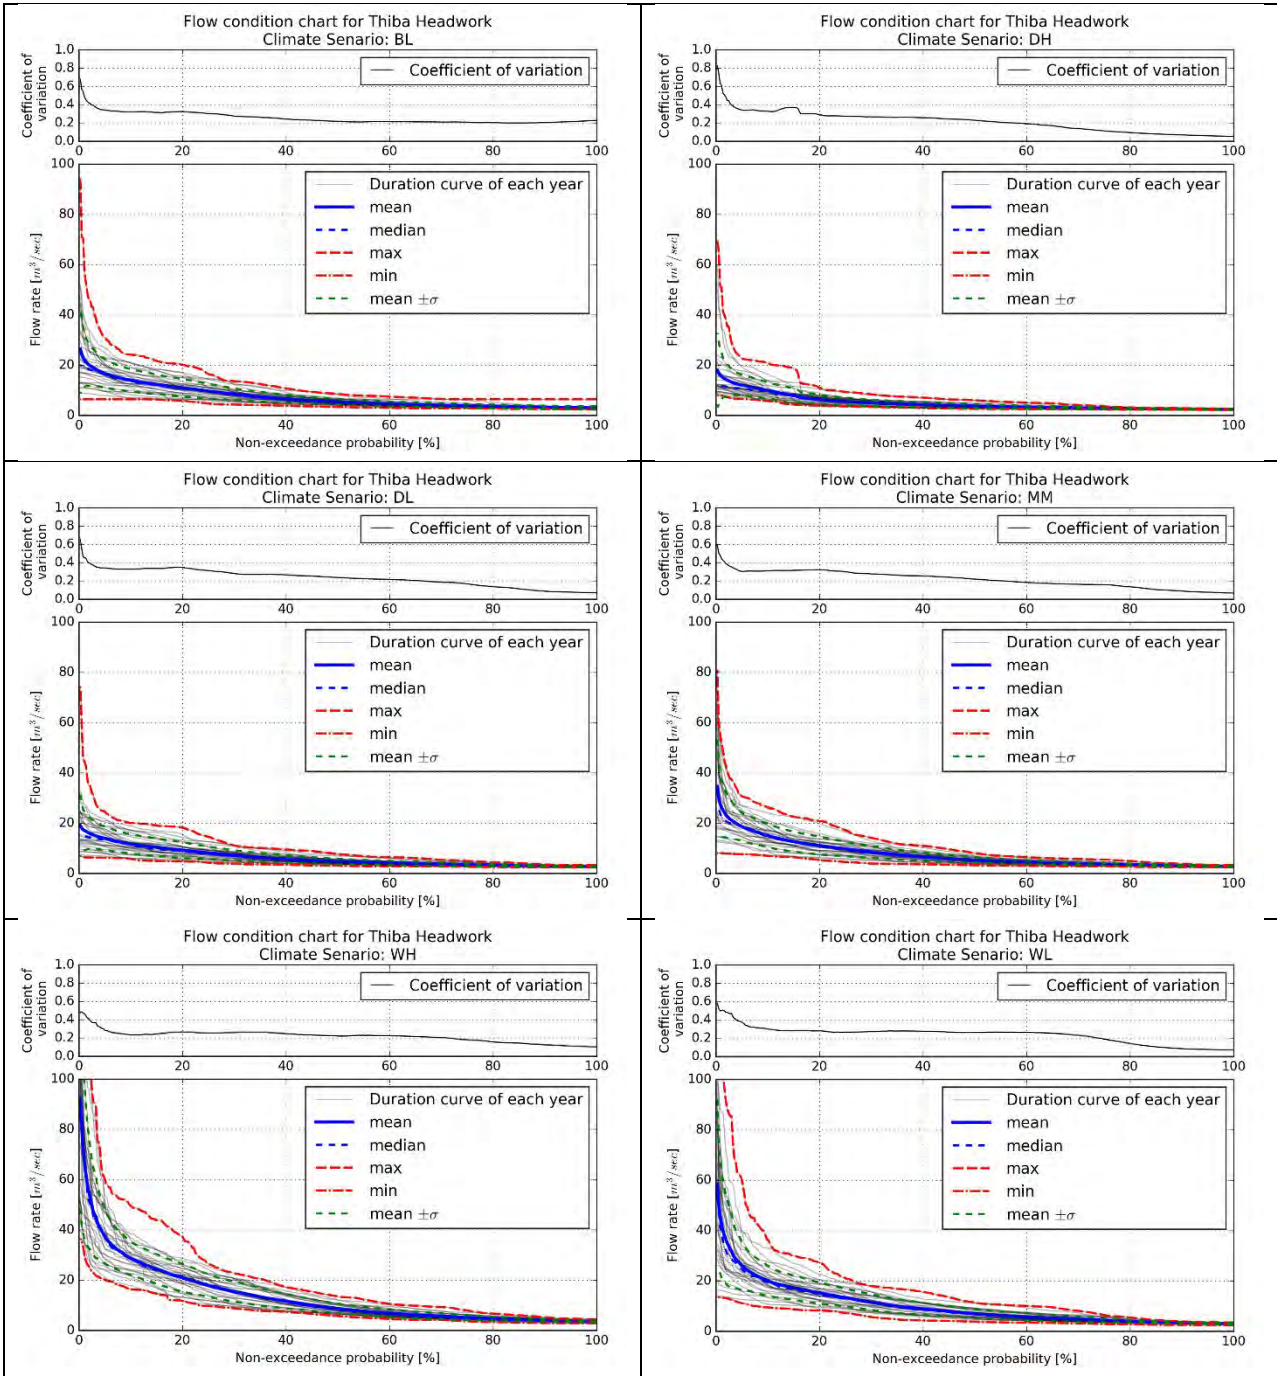 Flow condition chart for Thiba Headwork
Climate Senario: BL
Coefficient of variation
1.0
0.8
0.6
0.4
0.2
0.0
Coefficient of
variation
0 20 40 60 80 100
100
80
60
40
20
0
Flow rate [m³/sec]
Duration curve of each year
mean
median
max
min
mean ±σ
0 20 40 60 80 100
Non-exceedance probability [%]
Flow condition chart for Thiba Headwork
Climate Senario: DH
Coefficient of variation
1.0
0.8
0.6
0.4
0.2
0.0
Coefficient of
variation
0 20 40 60 80 100
100
80
60
40
20
0
Flow rate [m³/sec]
Duration curve of each year
mean
median
max
min
mean ±σ
0 20 40 60 80 100
Non-exceedance probability [%]
Flow condition chart for Thiba Headwork
Climate Senario: DL
Coefficient of variation
1.0
0.8
0.6
0.4
0.2
0.0
Coefficient of
variation
0 20 40 60 80 100
100
80
60
40
20
0
Flow rate [m³/sec]
Duration curve of each year
mean
median
max
min
mean ±σ
0 20 40 60 80 100
Non-exceedance probability [%]
Flow condition chart for Thiba Headwork
Climate Senario: MM
Coefficient of variation
1.0
0.8
0.6
0.4
0.2
0.0
Coefficient of
variation
0 20 40 60 80 100
100
80
60
40
20
0
Flow rate [m³/sec]
Duration curve of each year
mean
median
max
min
mean ±σ
0 20 40 60 80 100
Non-exceedance probability [%]
Flow condition chart for Thiba Headwork
Climate Senario: WH
Coefficient of variation
1.0
0.8
0.6
0.4
0.2
0.0
Coefficient of
variation
0 20 40 60 80 100
100
80
60
40
20
0
Flow rate [m³/sec]
Duration curve of each year
mean
median
max
min
mean ±σ
0 20 40 60 80 100
Non-exceedance probability [%]
Flow condition chart for Thiba Headwork
Climate Senario: WL
Coefficient of variation
1.0
0.8
0.6
0.4
0.2
0.0
Coefficient of
variation
0 20 40 60 80 100
100
80
60
40
20
0
Flow rate [m³/sec]
Duration curve of each year
mean
median
max
min
mean ±σ
0 20 40 60 80 100
Non-exceedance probability [%]